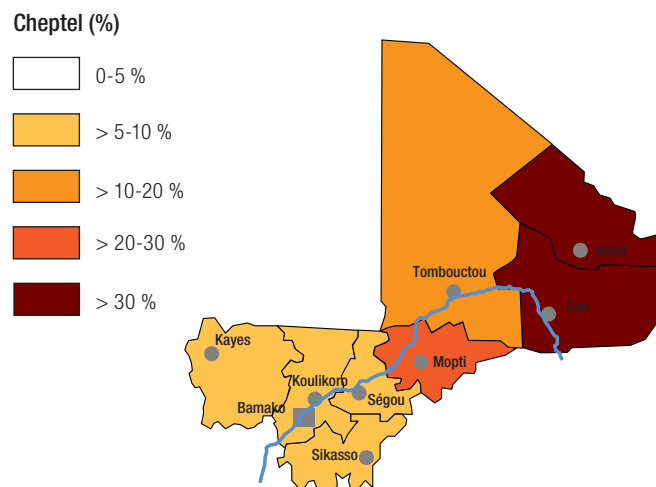 Cheptel (%)
0-5 %
> 5-10 %
> 10-20 %
> 20-30 %
> 30 %
Kidal
Tombouctou
Gao
Kayes
Mopti
Koulikoro
Ségou
Bamako
Sikasso